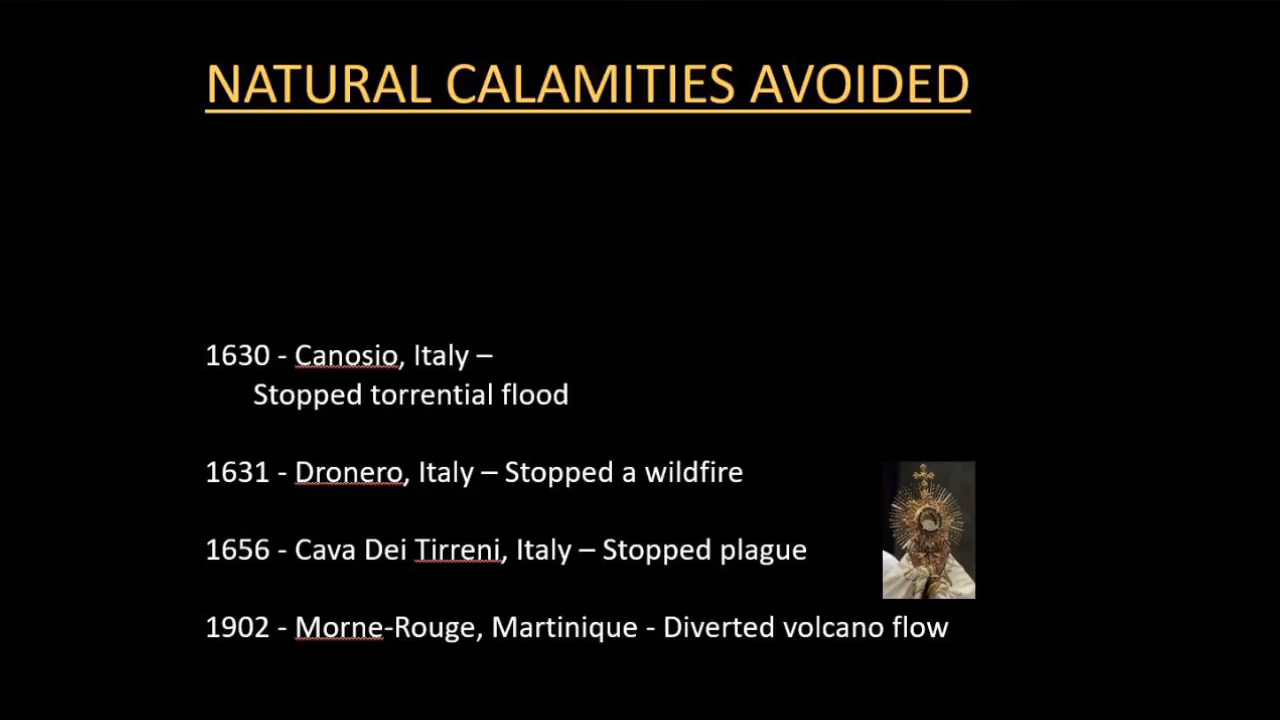 NATURAL CALAMITIES AVOIDED
1630 - Canosio, Italy –
Stopped torrential flood
1631 - Dronero, Italy – Stopped a wildfire
1656 - Cava Dei Tirreni, Italy – Stopped plague
1902 - Morne-Rouge, Martinique - Diverted volcano flow